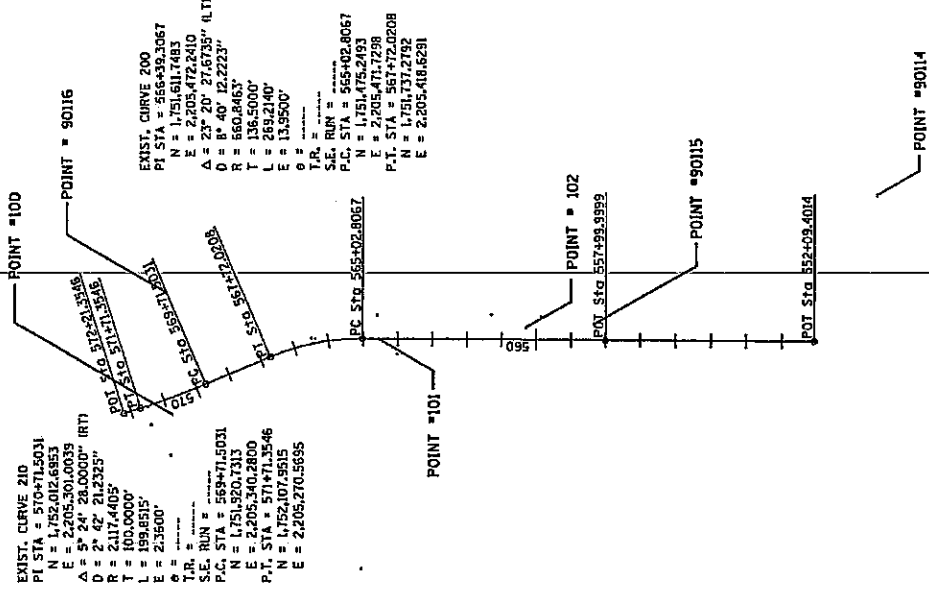 POINT #100
POINT # 90116
EXIST. CURVE 210
PI STA = 570+71.5031
N = 1,752,012.6953
E = 2,205,301.0039
Δ = 5° 24' 28.0000" (RT)
D = 2° 42' 21.2325"
R = 2,117.4405'
T = 100.0000'
L = 199.8515'
E = 2.3600'
e = -----
T.R. = -----
S.E. RUN = -----
P.C. STA = 569+71.5031
N = 1,751,920.7313
E = 2,205,340.2800
P.T. STA = 571+71.3546
N = 1,752,107.9515
E = 2,205,270.5695
EXIST. CURVE 200
PI STA = 566+39.3067
N = 1,751,611.7483
E = 2,205,472.2410
Δ = 23° 20' 27.6735" (LT)
D = 8° 40' 12.2223"
R = 660.8463'
T = 136.5000'
L = 269.2140'
E = 13.9500'
e = -----
T.R. = -----
S.E. RUN = -----
P.C. STA = 565+02.8067
N = 1,751,475.2493
E = 2,205,471.7298
P.T. STA = 567+72.0208
N = 1,751,737.2792
E = 2,205,418.6291
POT Sta 572+21.3546
PT Sta 571+71.3546
PC Sta 569+71.5031
570
PT Sta 567+72.0208
PC Sta 565+02.8067
POINT #101
POINT # 102
560
POT Sta 557+99.9999
POINT #90115
POT Sta 552+09.4014
POINT #90114